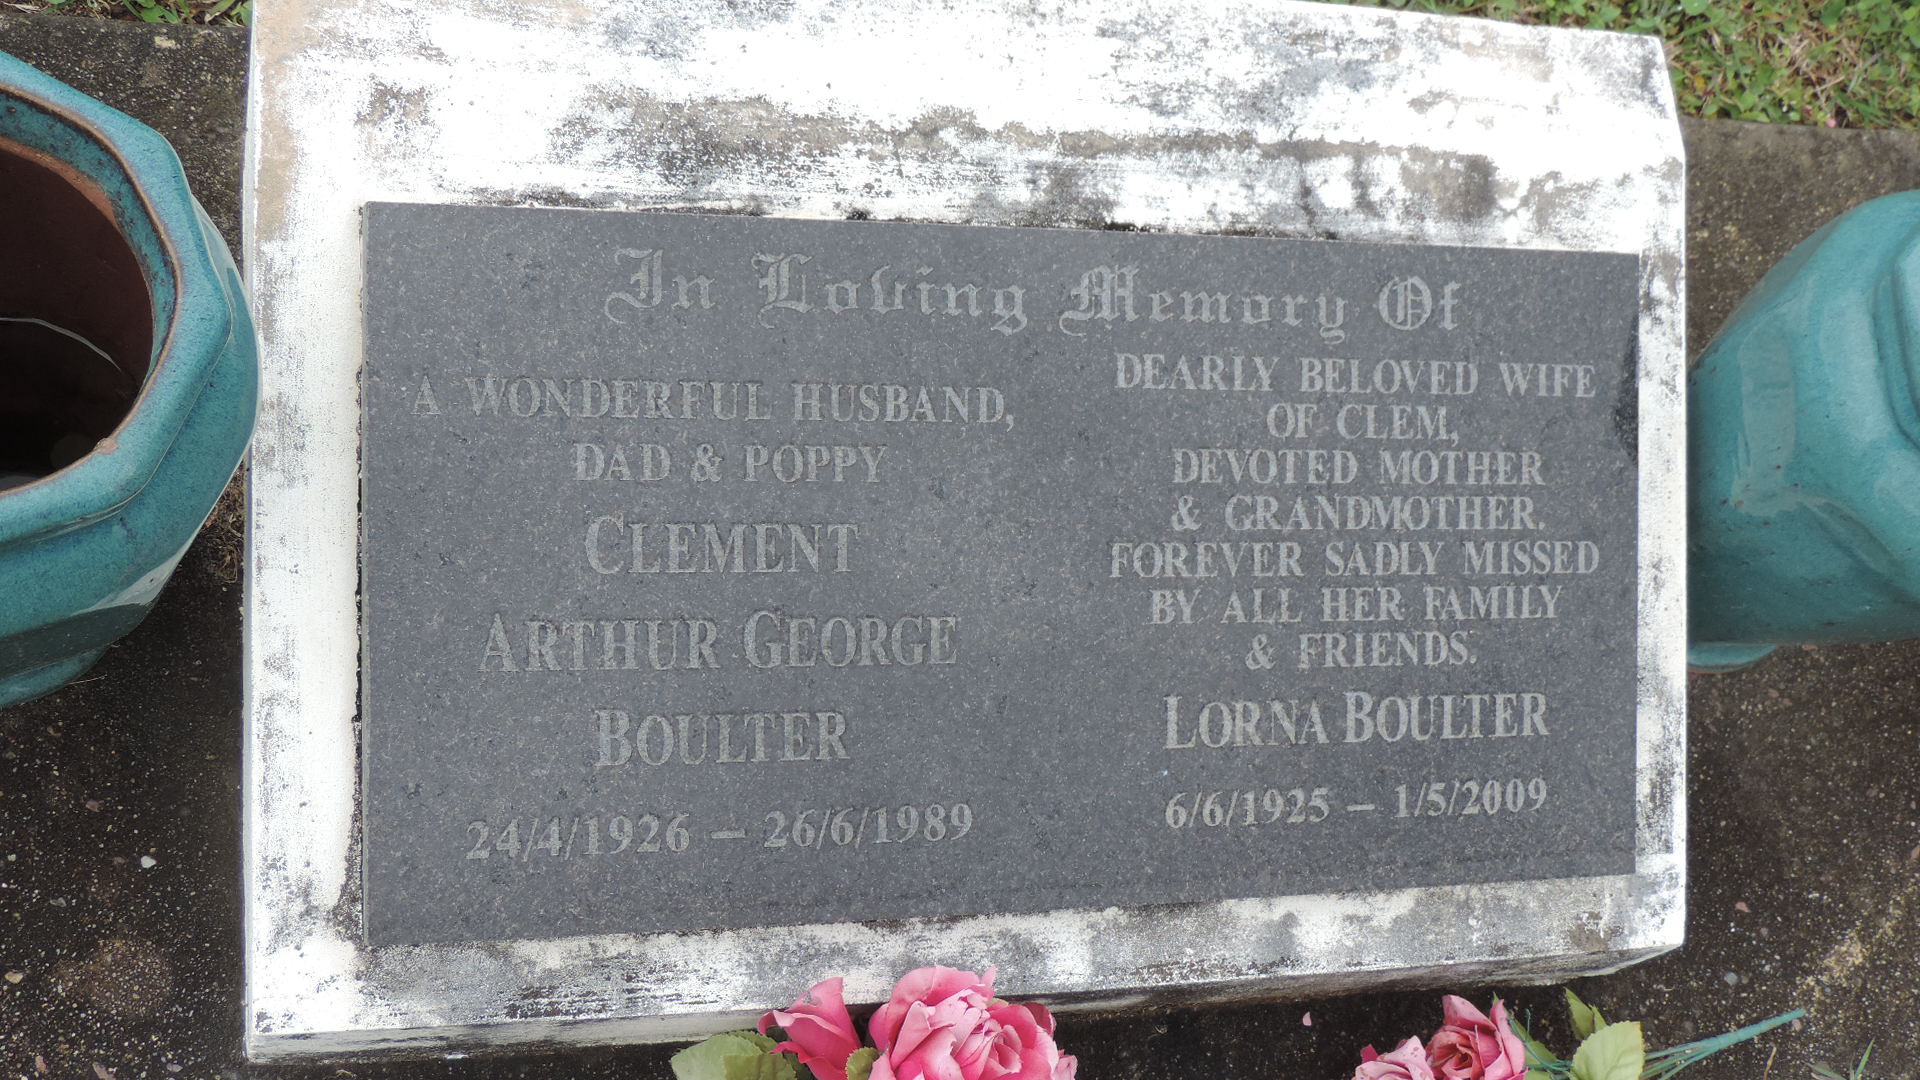 In Loving Memory Of
A WONDERFUL HUSBAND,
DAD & POPPY
CLEMENT
ARTHUR GEORGE
BOULTER
24/4/1926 – 26/6/1989
DEARLY BELOVED WIFE
OF CLEM,
DEVOTED MOTHER
& GRANDMOTHER.
FOREVER SADLY MISSED
BY ALL HER FAMILY
& FRIENDS.
LORNA BOULTER
6/6/1925 – 1/5/2009